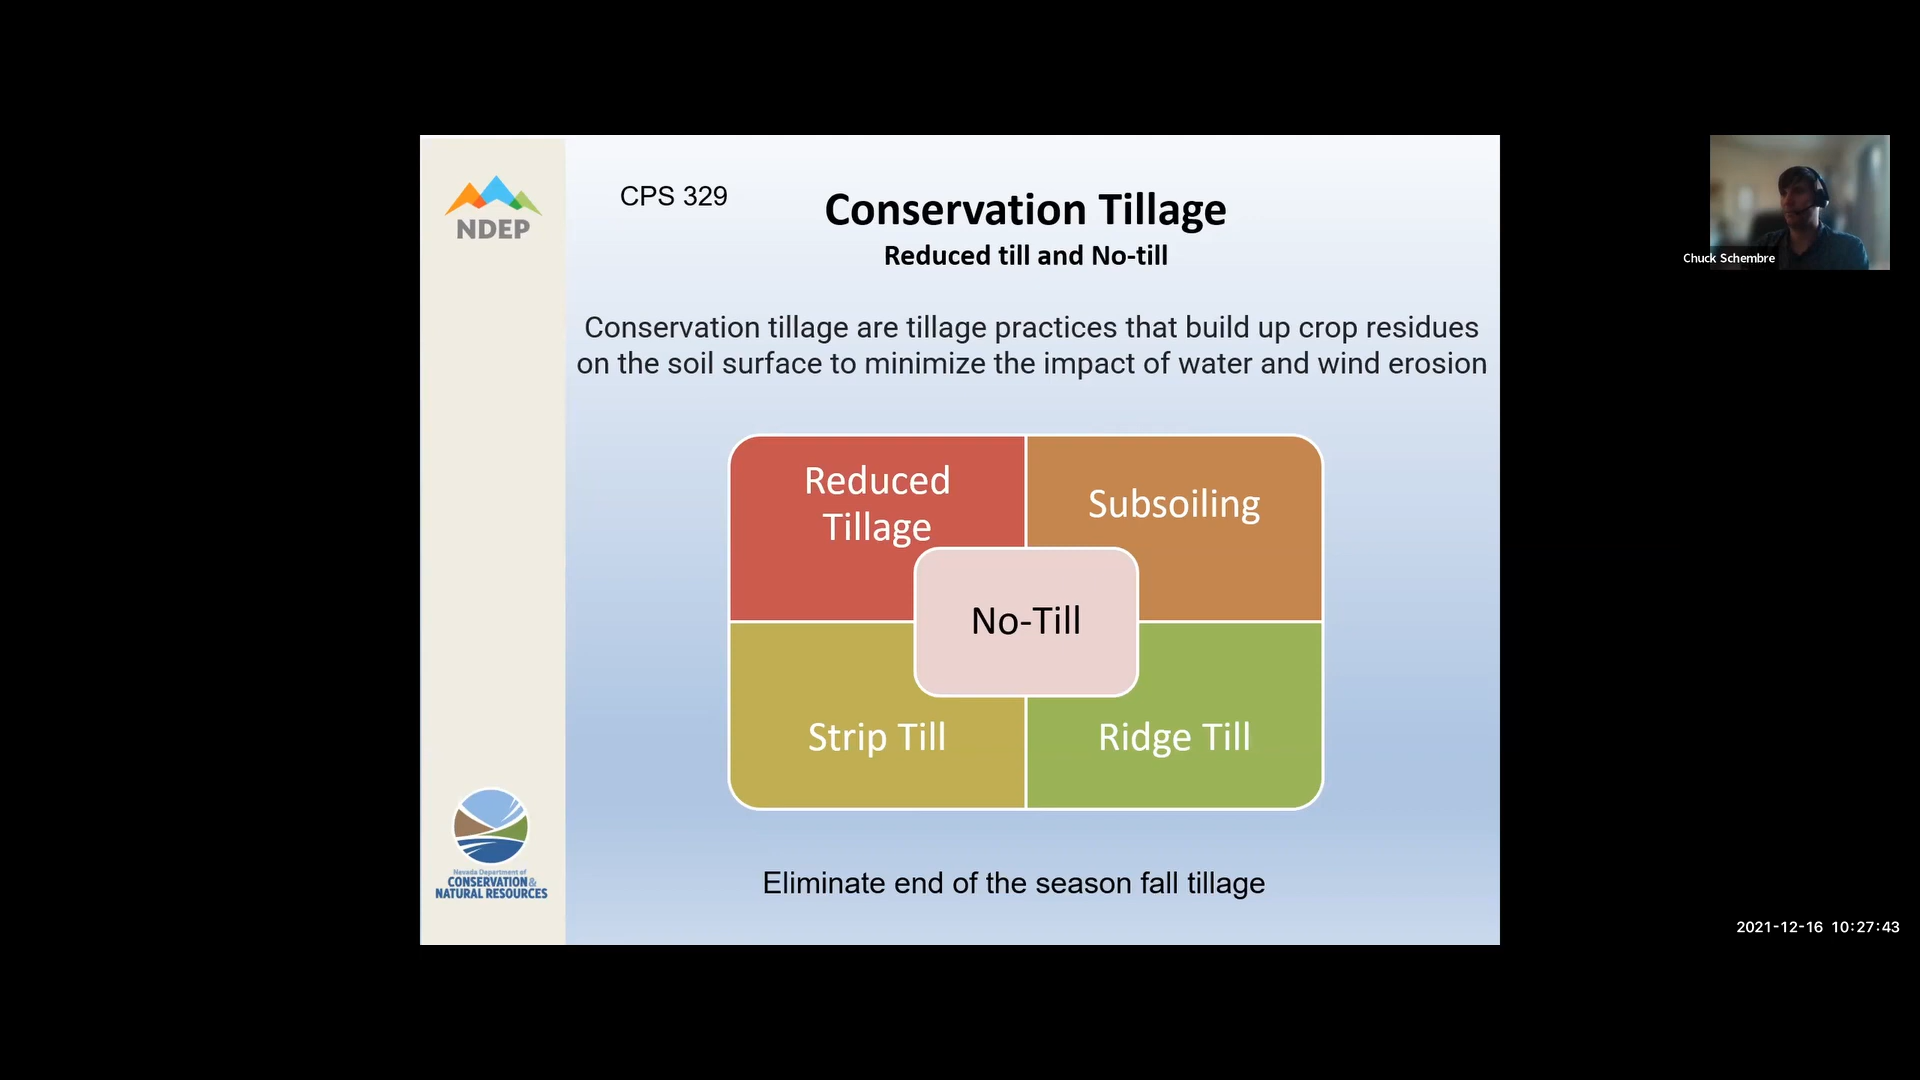 NDEP
CPS 329
Conservation Tillage
Reduced till and No-till
Conservation tillage are tillage practices that build up crop residues
on the soil surface to minimize the impact of water and wind erosion
Reduced
Tillage
Subsoiling
No-Till
Strip Till
Ridge Till
Eliminate end of the season fall tillage
Nevada Department of
CONSERVATION &
NATURAL RESOURCES
Chuck Schembre
2021-12-16 10:27:43